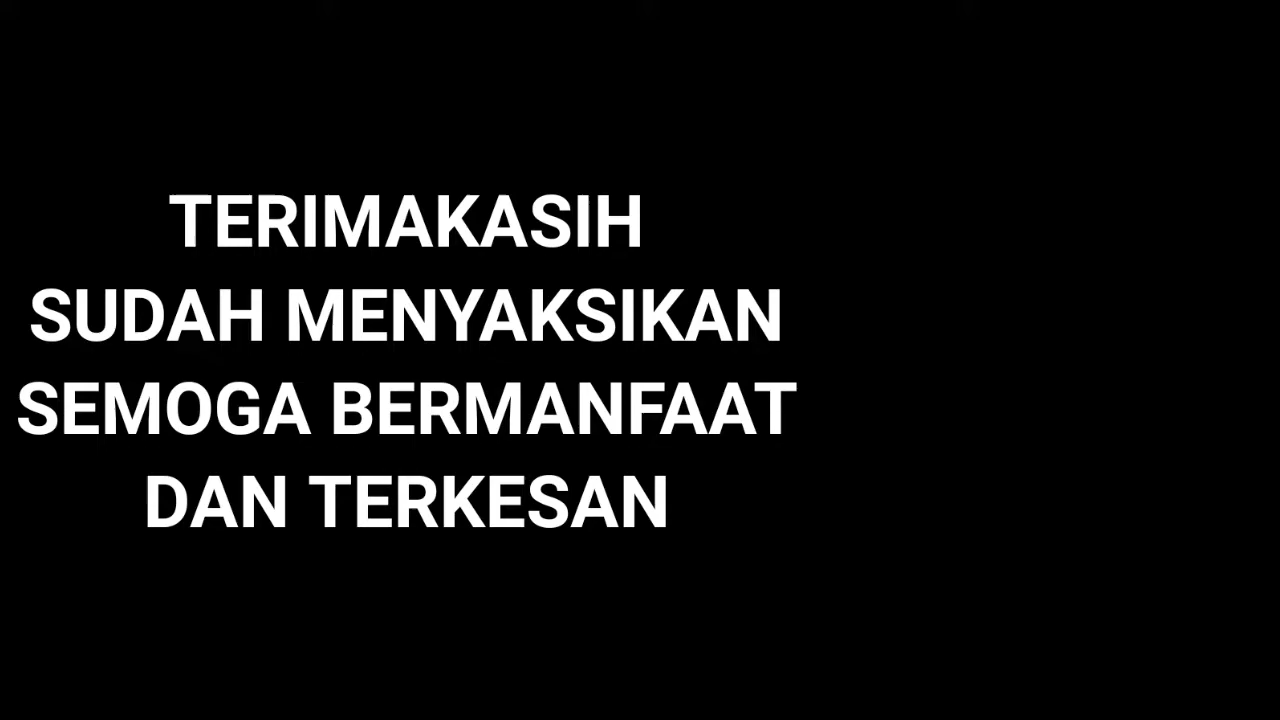 TERIMAKASIH
SUDAH MENYAKSIKAN
SEMOGA BERMANFAAT
DAN TERKESAN